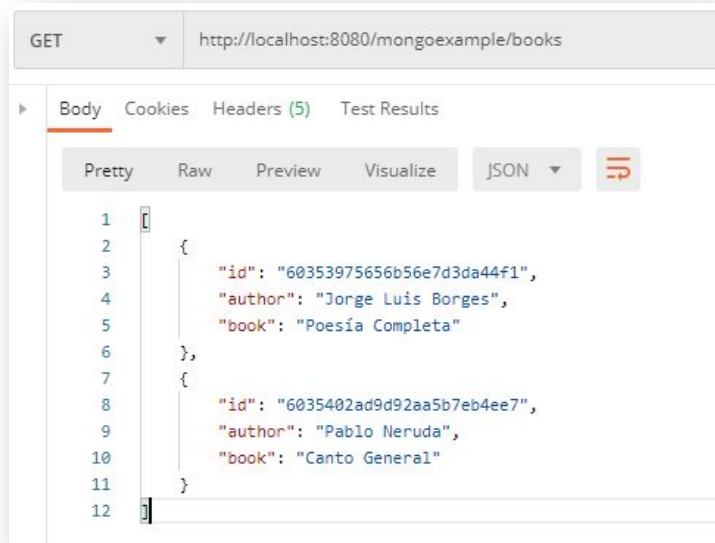 GET http://localhost:8080/mongoexample/books
Body Cookies Headers (5) Test Results
Pretty Raw Preview Visualize JSON
1 [
2 {
3 "id": "60353975656b56e7d3da44f1",
4 "author": "Jorge Luis Borges",
5 "book": "Poesía Completa"
6 },
7 {
8 "id": "6035402ad9d92aa5b7eb4ee7",
9 "author": "Pablo Neruda",
10 "book": "Canto General"
11 }
12 ]